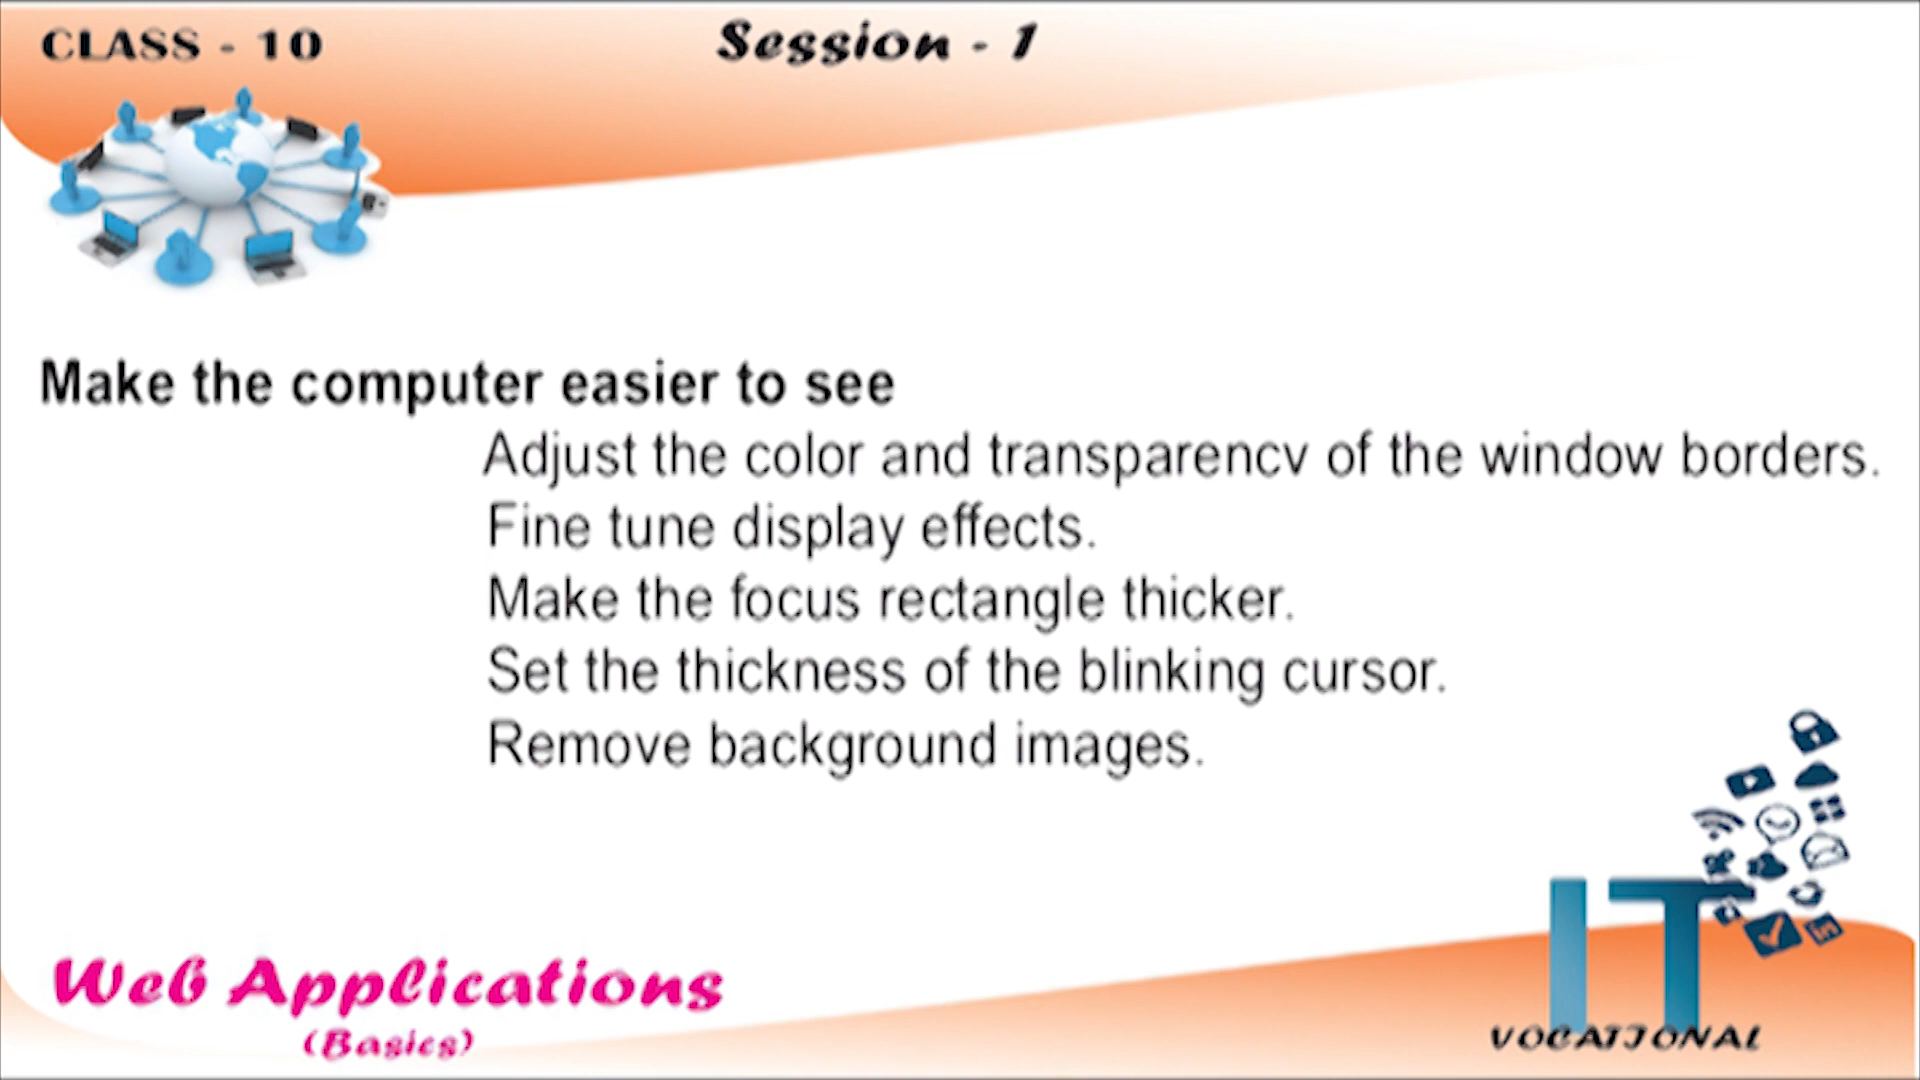 CLASS - 10
Session - 1
Make the computer easier to see
Adjust the color and transparencv of the window borders.
Fine tune display effects.
Make the focus rectangle thicker.
Set the thickness of the blinking cursor.
Remove background images.
Web Applications
(Basics)
IT
VOCATIONAL
in